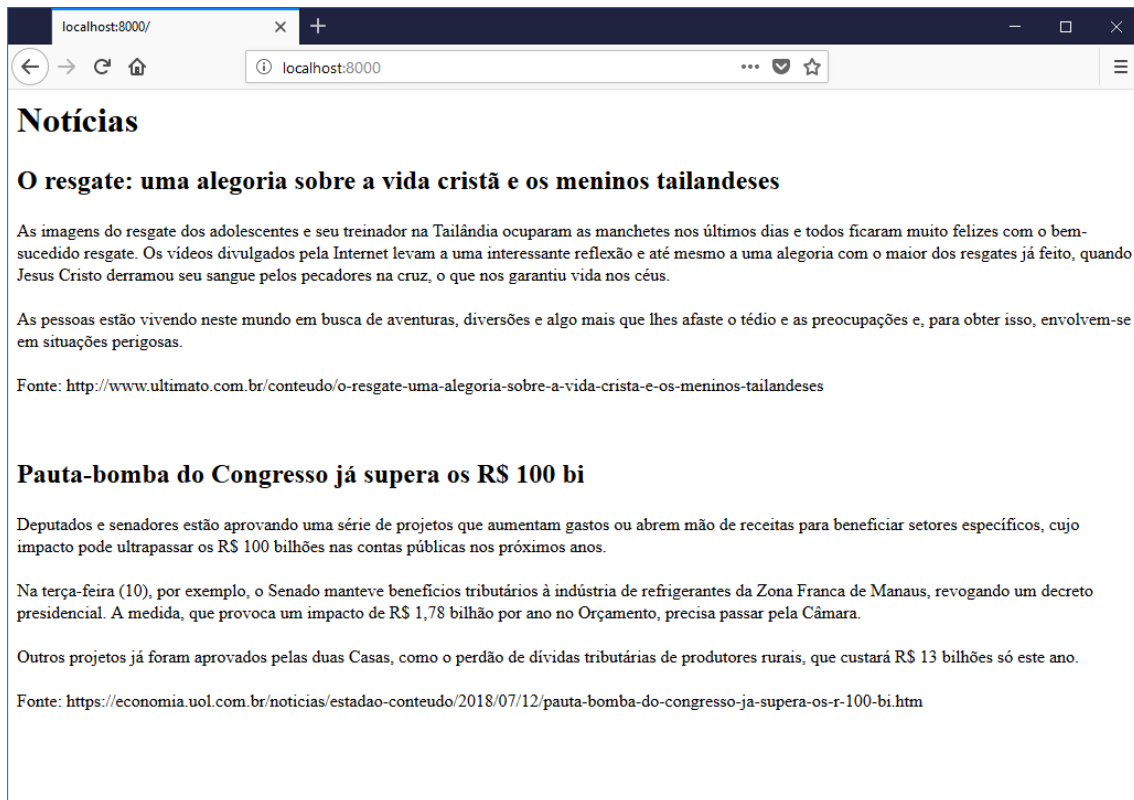 localhost:8000/
localhost:8000
Notícias
O resgate: uma alegoria sobre a vida cristã e os meninos tailandeses
As imagens do resgate dos adolescentes e seu treinador na Tailândia ocuparam as manchetes nos últimos dias e todos ficaram muito felizes com o bem-
sucedido resgate. Os vídeos divulgados pela Internet levam a uma interessante reflexão e até mesmo a uma alegoria com o maior dos resgates já feito, quando
Jesus Cristo derramou seu sangue pelos pecadores na cruz, o que nos garantiu vida nos céus.
As pessoas estão vivendo neste mundo em busca de aventuras, diversões e algo mais que lhes afaste o tédio e as preocupações e, para obter isso, envolvem-se
em situações perigosas.
Fonte: http://www.ultimato.com.br/conteudo/o-resgate-uma-alegoria-sobre-a-vida-crista-e-os-meninos-tailandeses
Pauta-bomba do Congresso já supera os R$ 100 bi
Deputados e senadores estão aprovando uma série de projetos que aumentam gastos ou abrem mão de receitas para beneficiar setores específicos, cujo
impacto pode ultrapassar os R$ 100 bilhões nas contas públicas nos próximos anos.
Na terça-feira (10), por exemplo, o Senado manteve benefícios tributários à indústria de refrigerantes da Zona Franca de Manaus, revogando um decreto
presidencial. A medida, que provoca um impacto de R$ 1,78 bilhão por ano no Orçamento, precisa passar pela Câmara.
Outros projetos já foram aprovados pelas duas Casas, como o perdão de dívidas tributárias de produtores rurais, que custará R$ 13 bilhões só este ano.
Fonte: https://economia.uol.com.br/noticias/estadao-conteudo/2018/07/12/pauta-bomba-do-congresso-ja-supera-os-r-100-bi.htm